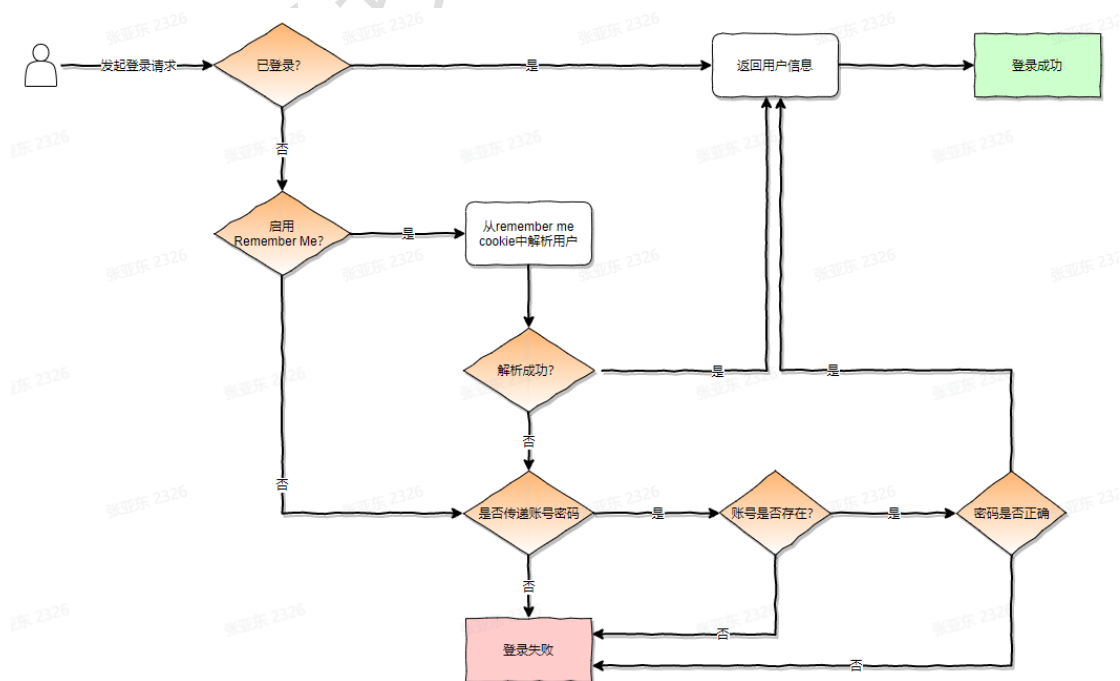 发起登录请求
已登录?
是
返回用户信息
登录成功
否
启用
Remember Me?
是
从remember me
cookie中解析用户
解析成功?
是
是
否
否
是否传递账号密码
是
账号是否存在?
是
密码是否正确
否
登录失败
否
否
张亚东 2326